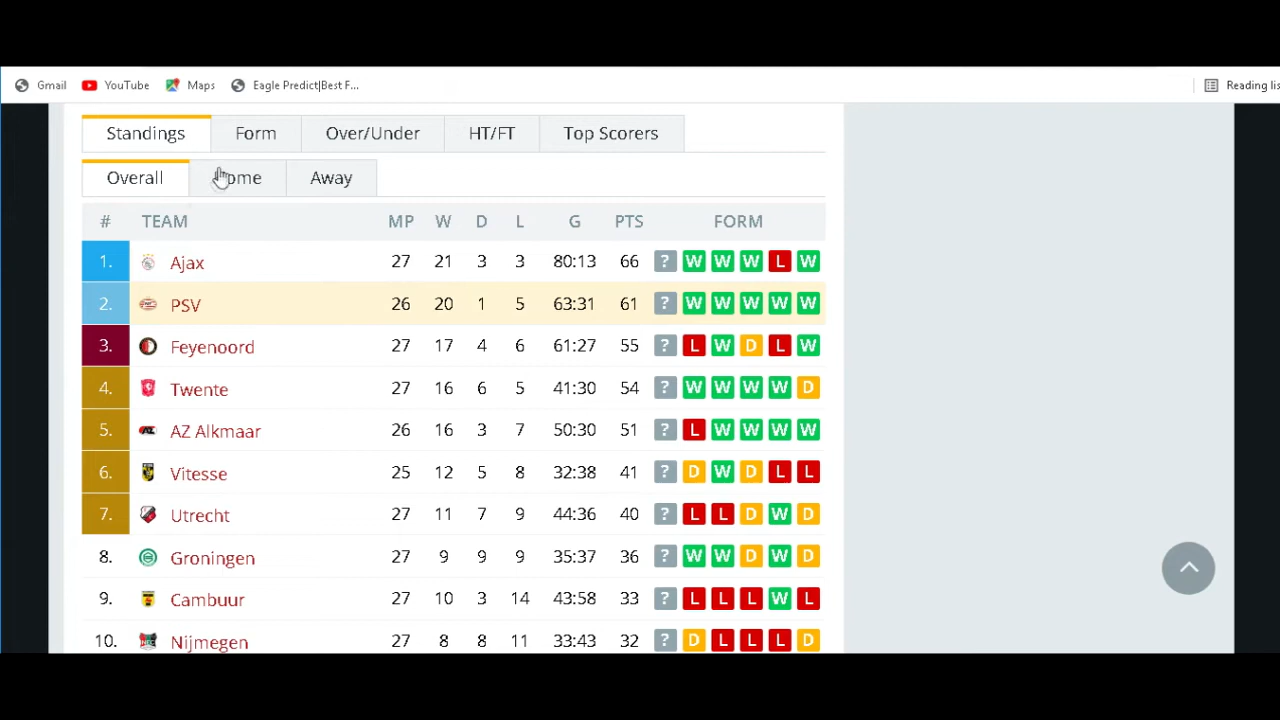 Gmail YouTube Maps Eagle Predict|Best F... Reading lis
Standings Form Over/Under HT/FT Top Scorers
Overall ome Away
# TEAM MP W D L G PTS FORM
1. Ajax 27 21 3 3 80:13 66 ? W W W L W
2. PSV 26 20 1 5 63:31 61 ? W W W W W
3. Feyenoord 27 17 4 6 61:27 55 ? L W D L W
4. Twente 27 16 6 5 41:30 54 ? W W W W D
5. AZ Alkmaar 26 16 3 7 50:30 51 ? L W W W W
6. Vitesse 25 12 5 8 32:38 41 ? D W D L L
7. Utrecht 27 11 7 9 44:36 40 ? L L D W D
8. Groningen 27 9 9 9 35:37 36 ? W W D W D
9. Cambuur 27 10 3 14 43:58 33 ? L L L W L
10. Nijmegen 27 8 8 11 33:43 32 ? D L L L D